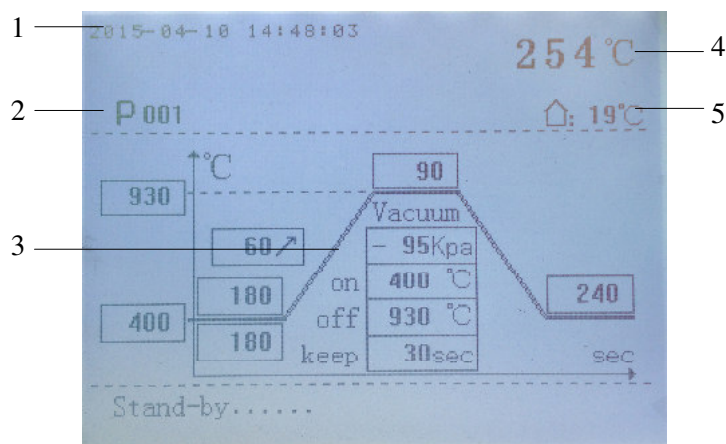 1
2015-04-10 14:48:03
254℃
4
2
P 001
⌂: 19℃
5
℃
90
930
Vacuum
3
60↗
- 95Kpa
180
on
400 ℃
240
400
off
930 ℃
180
keep
30sec
sec
Stand-by......